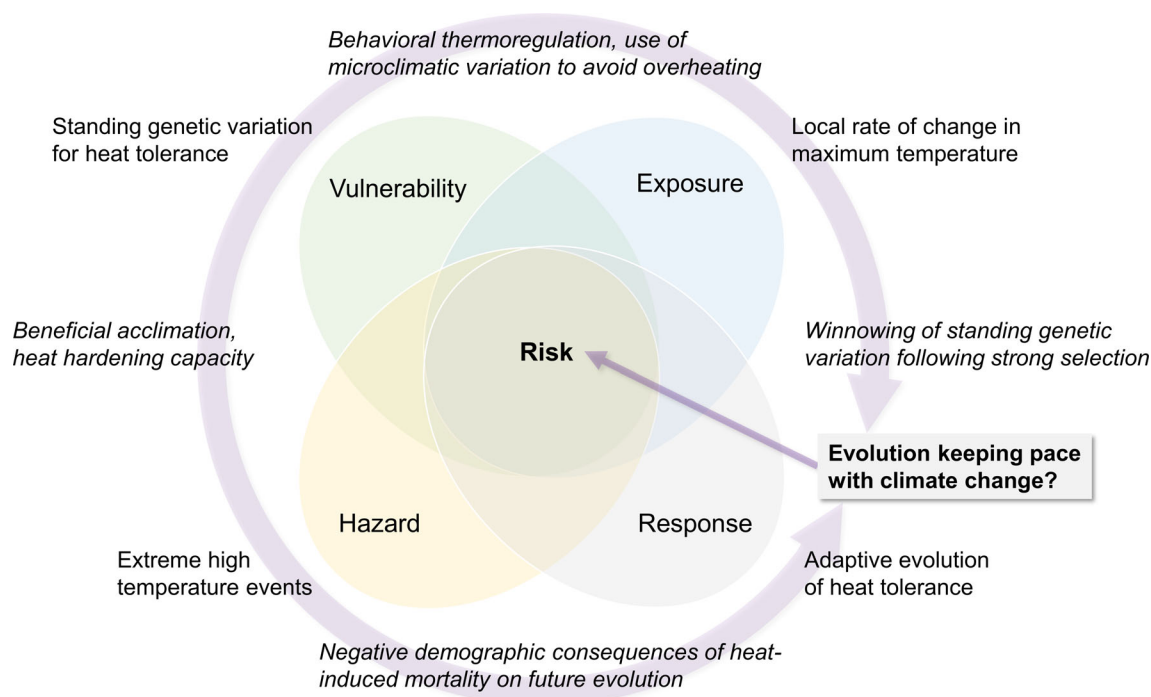 Behavioral thermoregulation, use of
microclimatic variation to avoid overheating
Standing genetic variation
for heat tolerance
Local rate of change in
maximum temperature
Vulnerability
Exposure
Beneficial acclimation,
heat hardening capacity
Risk
Winnowing of standing genetic
variation following strong selection
Evolution keeping pace
with climate change?
Hazard
Response
Extreme high
temperature events
Adaptive evolution
of heat tolerance
Negative demographic consequences of heat-
induced mortality on future evolution